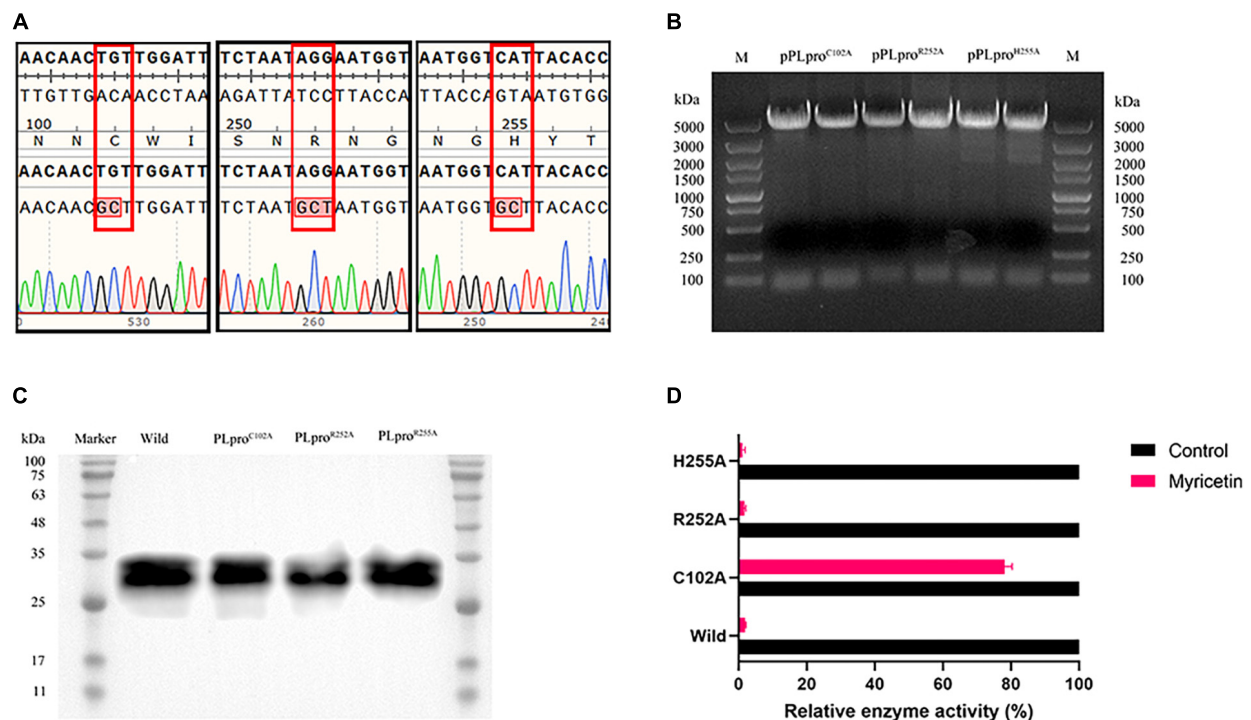 A
AACAACTGTTGGATT
TTGTTGACAACCTAA
100
N N C W I
AACAACTGTTGGATT
AACAACGCTTGGATT
530
TCTAATAGGAATGGT
AGATTATCCTTACCA
250
S N R N G
TCTAATAGGAATGGT
TCTAATGCTAATGGT
260
AATGGTCATTACACC
TTACCAGTAATGTGG
255
N G H Y T
AATGGTCATTACACC
AATGGTGCTTACACC
250
B
M pPLproC102A pPLproR252A pPLproH255A M
kDa kDa
5000 5000
3000 3000
2000 2000
1500 1500
1000 1000
750 750
500 500
250 250
100 100
C
kDa Marker Wild PLproC102A PLproR252A PLproR255A
100
75
63
48
35
25
17
11
D
H255A
R252A
C102A
Wild
0 20 40 60 80 100
Relative enzyme activity (%)
Control
Myricetin